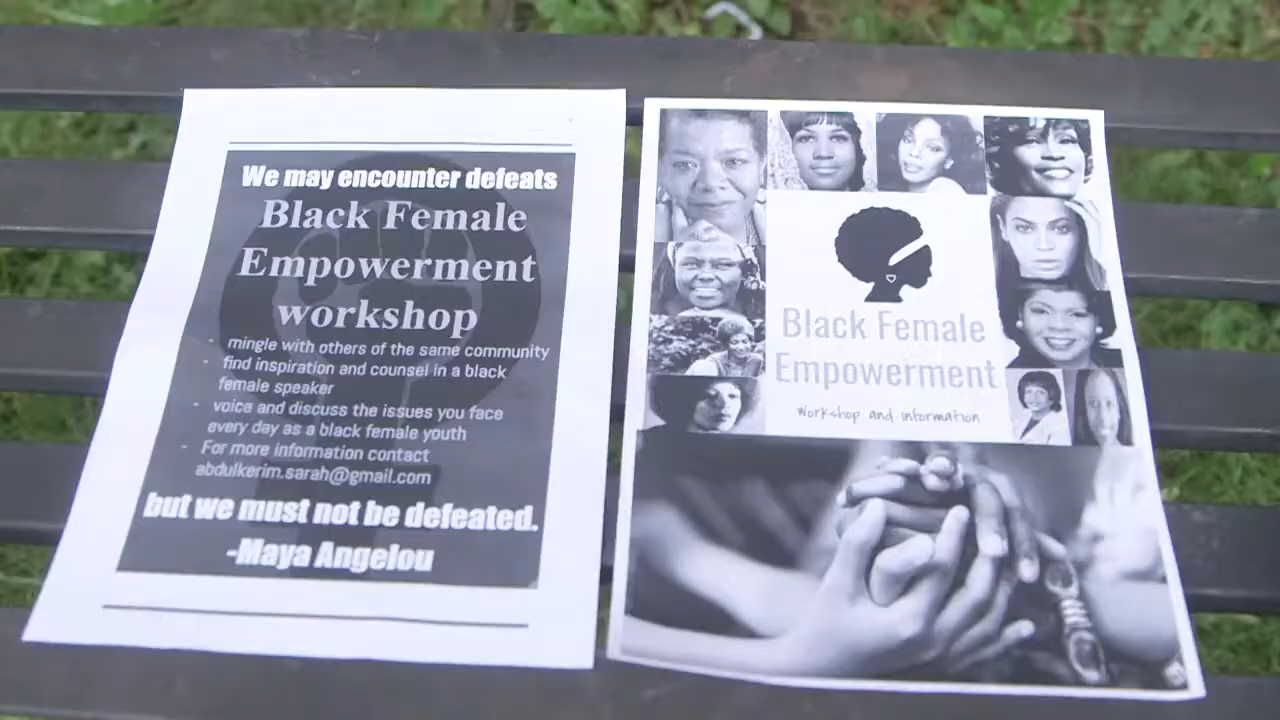 We may encounter defeats
Black Female
Empowerment
workshop
- mingle with others of the same community
- find inspiration and counsel in a black
female speaker
- voice and discuss the issues you face
every day as a black female youth
- For more information contact
abdulkerim.sarah@gmail.com
but we must not be defeated.
-Maya Angelou
Black Female
Empowerment
Workshop and information